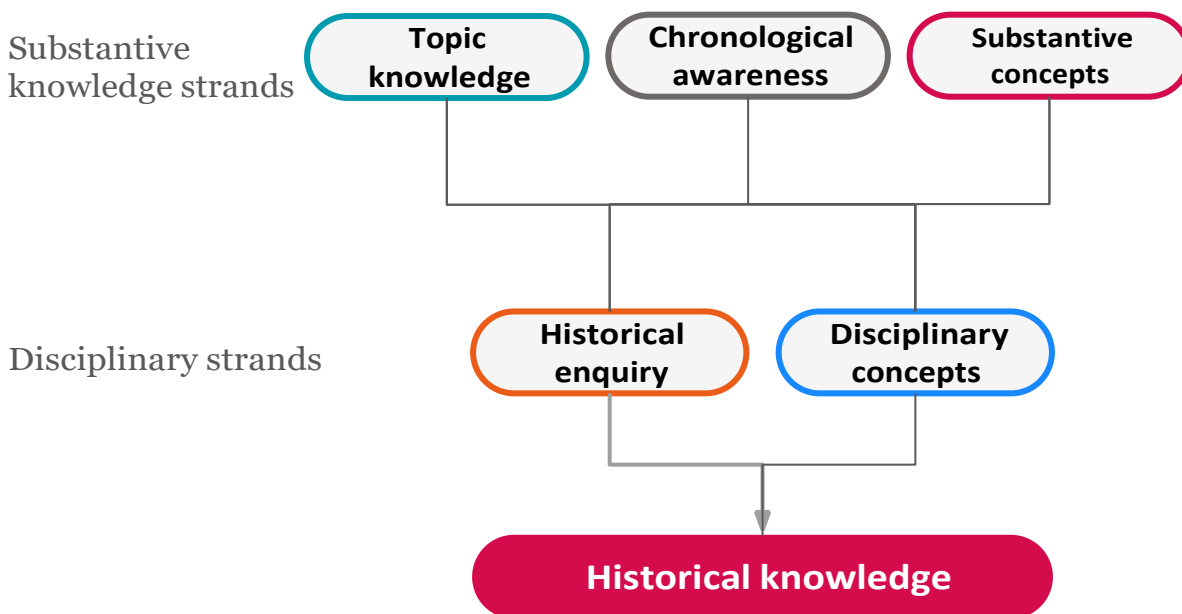 Substantive
knowledge strands
Topic
knowledge
Chronological
awareness
Substantive
concepts
Disciplinary strands
Historical
enquiry
Disciplinary
concepts
Historical knowledge